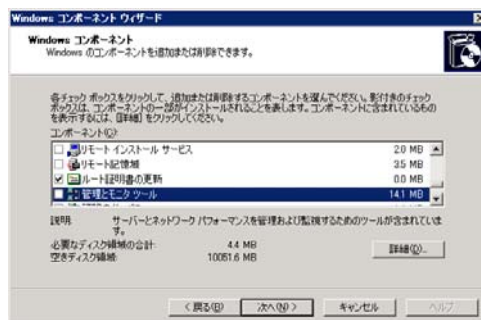 Windows コンポーネント ウィザード
Windows コンポーネント
Windows のコンポーネントを追加または削除できます。
各チェック ボックスをクリックして、追加または削除するコンポーネントを選んでください。影付きのチェック
ボックスは、コンポーネントの一部がインストールされることを表します。コンポーネントに含まれているもの
を表示するには、[詳細] をクリックしてください。
コンポーネント(C):
リモート インストール サービス 2.0 MB
リモート記憶域 3.5 MB
ルート証明書の更新 0.0 MB
管理とモニタ ツール 14.1 MB
説明: サーバーとネットワーク パフォーマンスを管理および監視するためのツールが含まれていま
す。
必要なディスク領域の合計: 4.4 MB
空きディスク領域: 10051.6 MB
詳細(D)...
< 戻る(B)
次へ(N) >
キャンセル
ヘルプ